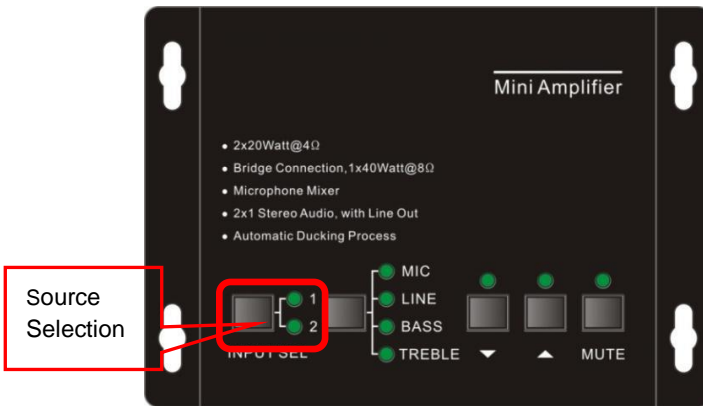 Mini Amplifier
• 2x20Watt@4Ω
• Bridge Connection,1x40Watt@8Ω
• Microphone Mixer
• 2x1 Stereo Audio, with Line Out
• Automatic Ducking Process
Source
Selection
1
2
INPUT SEL
MIC
LINE
BASS
TREBLE
MUTE